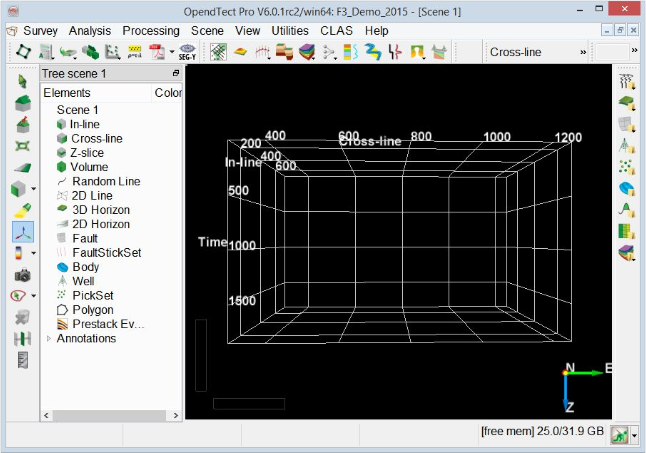 OpendTect Pro V6.0.1rc2/win64: F3_Demo_2015 - [Scene 1]
Survey Analysis Processing Scene View Utilities CLAS Help
SEG-Y
Cross-line » »
Tree scene 1
Elements Color
Scene 1
In-line
Cross-line
Z-slice
Volume
Random Line
2D Line
3D Horizon
2D Horizon
Fault
FaultStickSet
Body
Well
PickSet
Polygon
Prestack Ev...
Annotations
200 400 600 Cross-line 800 1000 1200
In-line 400
600
500
Time 1000
1500
N E
Z
[free mem] 25.0/31.9 GB